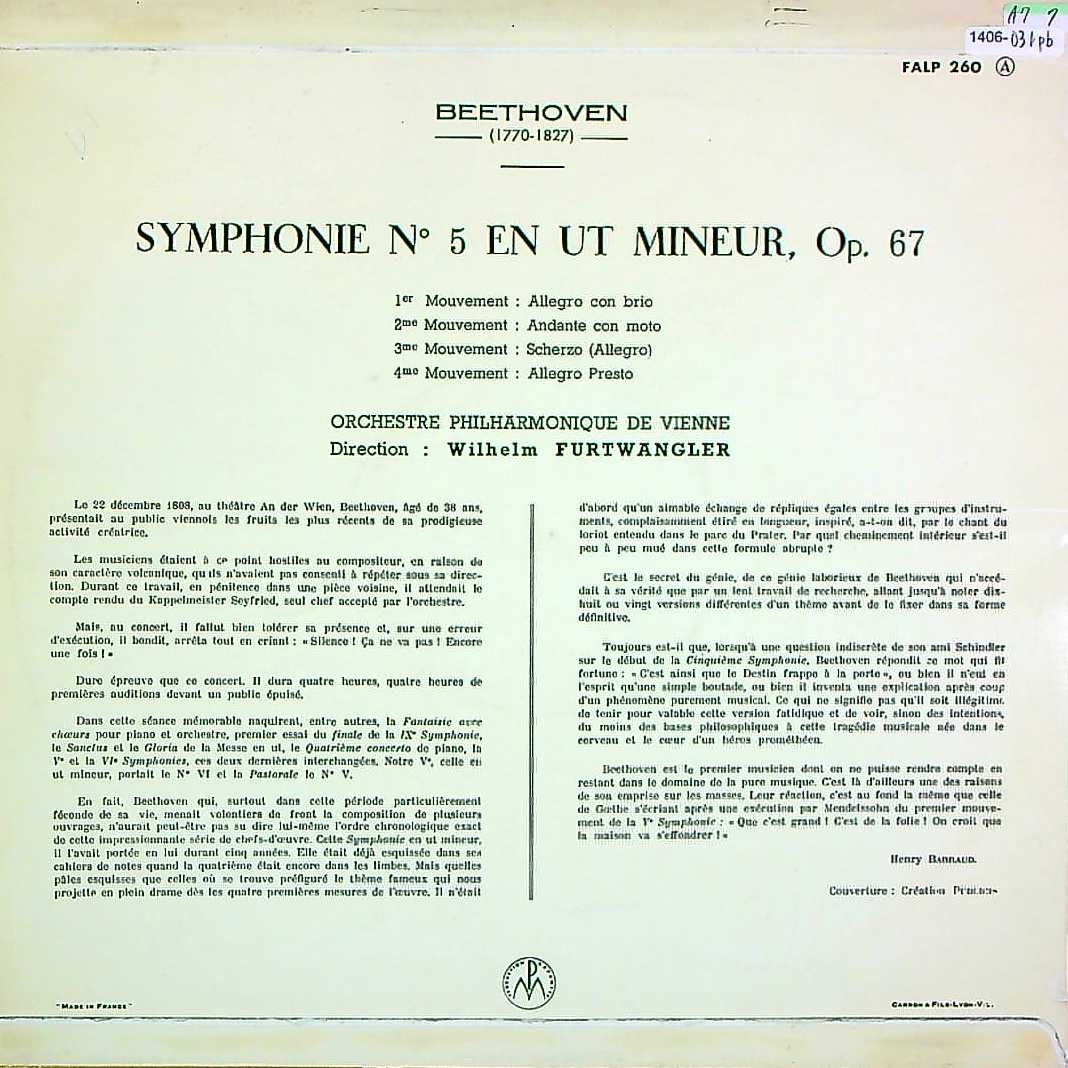 A7 7
1406-031pb
FALP 260 Ⓐ
BEETHOVEN
(1770-1827)
SYMPHONIE Nº 5 EN UT MINEUR, Op. 67
1er Mouvement : Allegro con brio
2me Mouvement : Andante con moto
3me Mouvement : Scherzo (Allegro)
4me Mouvement : Allegro Presto
ORCHESTRE PHILHARMONIQUE DE VIENNE
Direction : Wilhelm FURTWANGLER
Le 22 décembre 1808, au théâtre An der Wien, Beethoven, âgé de 38 ans,
présentait au public viennois les fruits les plus récents de sa prodigieuse
activité créatrice.
Les musiciens étaient à ce point hostiles au compositeur, en raison de
son caractère volcanique, qu'ils n'avaient pas consenti à répéter sous sa direc-
tion. Durant ce travail, en pénitence dans une pièce voisine, il attendait le
compte rendu du Kappelmeister Seyfried, seul chef accepté par l'orchestre.
Mais, au concert, il fallut bien tolérer sa présence et, sur une erreur
d'exécution, il bondit, arrêta tout en criant : « Silence ! Ça ne va pas ! Encore
une fois ! »
Dure épreuve que ce concert. Il dura quatre heures, quatre heures de
premières auditions devant un public épuisé.
Dans cette séance mémorable naquirent, entre autres, la Fantaisie avec
chœurs pour piano et orchestre, premier essai du finale de la IXe Symphonie,
le Sanctus et le Gloria de la Messe en ut, le Quatrième concerto de piano, la
Ve et la VIe Symphonies, ces deux dernières interchangées. Notre Ve, celle en
ut mineur, portait le Nº VI et la Pastorale le Nº V.
En fait, Beethoven qui, surtout dans cette période particulièrement
féconde de sa vie, menait volontiers de front la composition de plusieurs
ouvrages, n'aurait peut-être pas su dire lui-même l'ordre chronologique exact
de cette impressionnante série de chefs-d'œuvre. Cette Symphonie en ut mineur,
il l'avait portée en lui durant cinq années. Elle était déjà esquissée dans ses
cahiers de notes quand la quatrième était encore dans les limbes. Mais quelles
pâles esquisses que celles où se trouve préfiguré le thème fameux qui nous
projette en plein drame dès les quatre premières mesures de l'œuvre. Il n'était
d'abord qu'un aimable échange de répliques égales entre les groupes d'instru-
ments, complaisamment étiré en longueur, inspiré, a-t-on dit, par le chant du
loriot entendu dans le parc du Prater. Par quel cheminement intérieur s'est-il
peu à peu mué dans cette formule abrupte ?
C'est le secret du génie, de ce génie laborieux de Beethoven qui n'accé-
dait à sa vérité que par un lent travail de recherche, allant jusqu'à noter dix-
huit ou vingt versions différentes d'un thème avant de le fixer dans sa forme
définitive.
Toujours est-il que, lorsqu'à une question indiscrète de son ami Schindler
sur le début de la Cinquième Symphonie, Beethoven répondit ce mot qui fit
fortune : « C'est ainsi que le Destin frappe à la porte », ou bien il n'eut en
l'esprit qu'une simple boutade, ou bien il inventa une explication après coup
d'un phénomène purement musical. Ce qui ne signifie pas qu'il soit illégitime
de tenir pour valable cette version fatidique et de voir, sinon des intentions,
du moins des bases philosophiques à cette tragédie musicale née dans le
cerveau et le cœur d'un héros prométhéen.
Beethoven est le premier musicien dont on ne puisse rendre compte en
restant dans le domaine de la pure musique. C'est là d'ailleurs une des raisons
de son emprise sur les masses. Leur réaction, c'est au fond la même que celle
de Gœthe s'écriant après une exécution par Mendelssohn du premier mouve-
ment de la Ve Symphonie : « Que c'est grand ! C'est de la folie ! On croit que
la maison va s'effondrer ! »
Henry BARRAUD.
Couverture : Création
"MADE IN FRANCE"
CARRON & FILS-LYON-V.L.